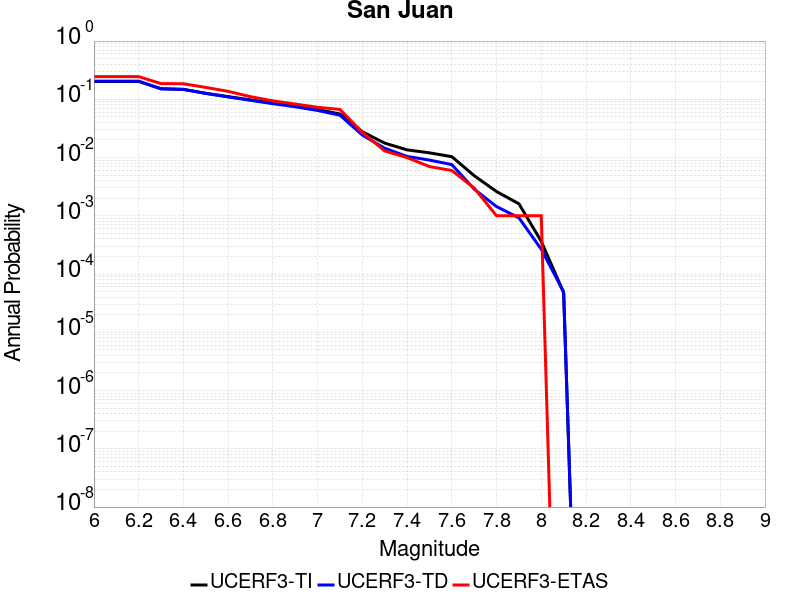 San Juan
10^0
10^-1
10^-2
10^-3
10^-4
10^-5
10^-6
10^-7
10^-8
Annual Probability
6 6.2 6.4 6.6 6.8 7 7.2 7.4 7.6 7.8 8 8.2 8.4 8.6 8.8 9
Magnitude
UCERF3-TI UCERF3-TD UCERF3-ETAS